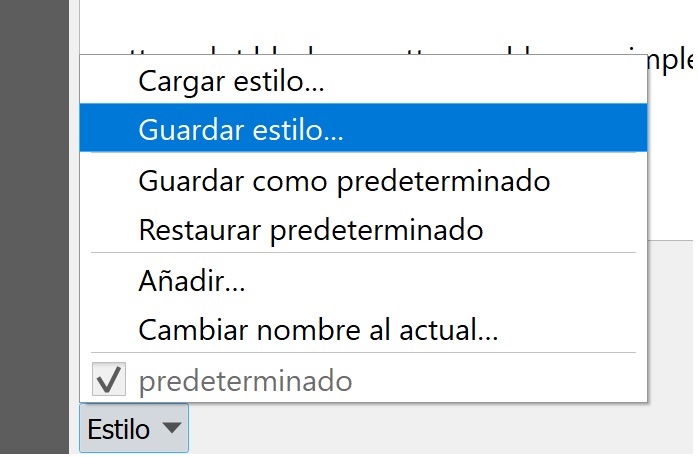 Cargar estilo...
Guardar estilo...
Guardar como predeterminado
Restaurar predeterminado
Añadir...
Cambiar nombre al actual...
predeterminado
Estilo